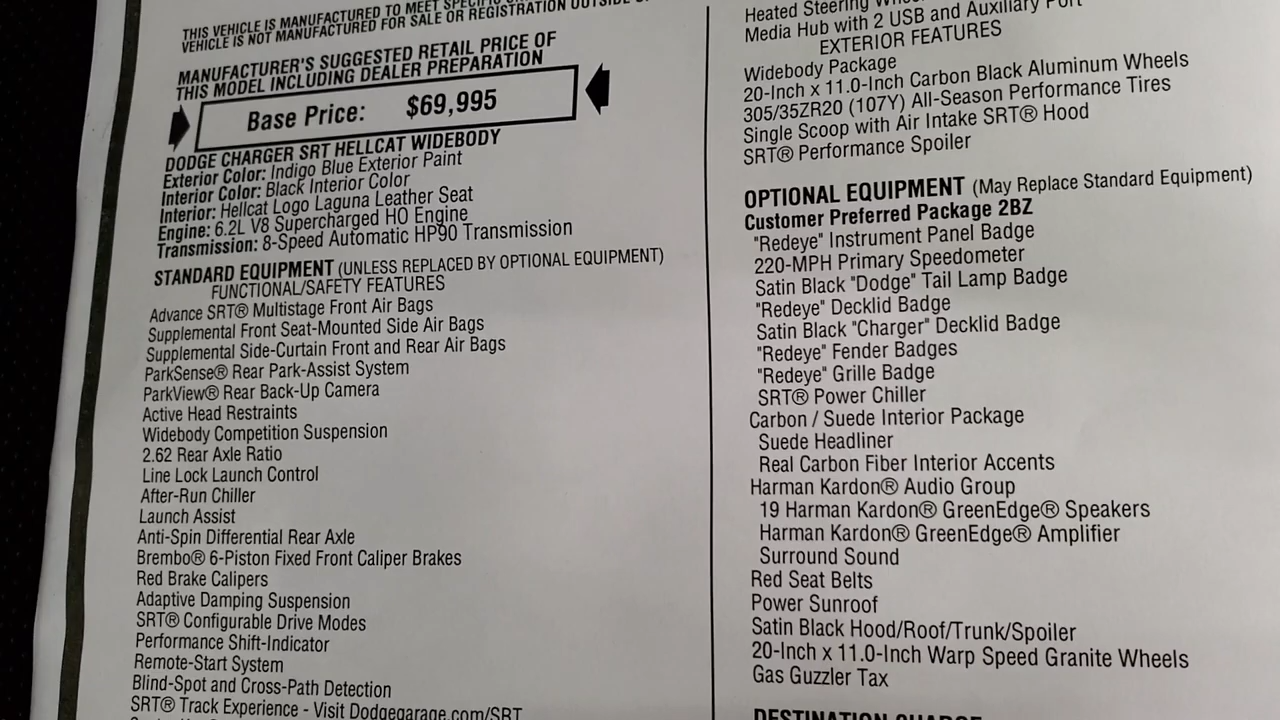 THIS VEHICLE IS MANUFACTURED TO MEET SPECIFIC
VEHICLE IS NOT MANUFACTURED FOR SALE OR REGISTRATION OUTSIDE
MANUFACTURER'S SUGGESTED RETAIL PRICE OF
THIS MODEL INCLUDING DEALER PREPARATION
Base Price: $69,995
DODGE CHARGER SRT HELLCAT WIDEBODY
Exterior Color: Indigo Blue Exterior Paint
Interior Color: Black Interior Color
Interior: Hellcat Logo Laguna Leather Seat
Engine: 6.2L V8 Supercharged HO Engine
Transmission: 8-Speed Automatic HP90 Transmission
STANDARD EQUIPMENT (UNLESS REPLACED BY OPTIONAL EQUIPMENT)
FUNCTIONAL/SAFETY FEATURES
Advance SRT® Multistage Front Air Bags
Supplemental Front Seat-Mounted Side Air Bags
Supplemental Side-Curtain Front and Rear Air Bags
ParkSense® Rear Park-Assist System
ParkView® Rear Back-Up Camera
Active Head Restraints
Widebody Competition Suspension
2.62 Rear Axle Ratio
Line Lock Launch Control
After-Run Chiller
Launch Assist
Anti-Spin Differential Rear Axle
Brembo® 6-Piston Fixed Front Caliper Brakes
Red Brake Calipers
Adaptive Damping Suspension
SRT® Configurable Drive Modes
Performance Shift-Indicator
Remote-Start System
Blind-Spot and Cross-Path Detection
SRT® Track Experience - Visit Dodgegarage.com/SRT
Heated Steering
Media Hub with 2 USB and Auxiliary Port
EXTERIOR FEATURES
Widebody Package
20-Inch x 11.0-Inch Carbon Black Aluminum Wheels
305/35ZR20 (107Y) All-Season Performance Tires
Single Scoop with Air Intake SRT® Hood
SRT® Performance Spoiler
OPTIONAL EQUIPMENT (May Replace Standard Equipment)
Customer Preferred Package 2BZ
"Redeye" Instrument Panel Badge
220-MPH Primary Speedometer
Satin Black "Dodge" Tail Lamp Badge
"Redeye" Decklid Badge
Satin Black "Charger" Decklid Badge
"Redeye" Fender Badges
"Redeye" Grille Badge
SRT® Power Chiller
Carbon / Suede Interior Package
Suede Headliner
Real Carbon Fiber Interior Accents
Harman Kardon® Audio Group
19 Harman Kardon® GreenEdge® Speakers
Harman Kardon® GreenEdge® Amplifier
Surround Sound
Red Seat Belts
Power Sunroof
Satin Black Hood/Roof/Trunk/Spoiler
20-Inch x 11.0-Inch Warp Speed Granite Wheels
Gas Guzzler Tax
DESTINATION CHARGE